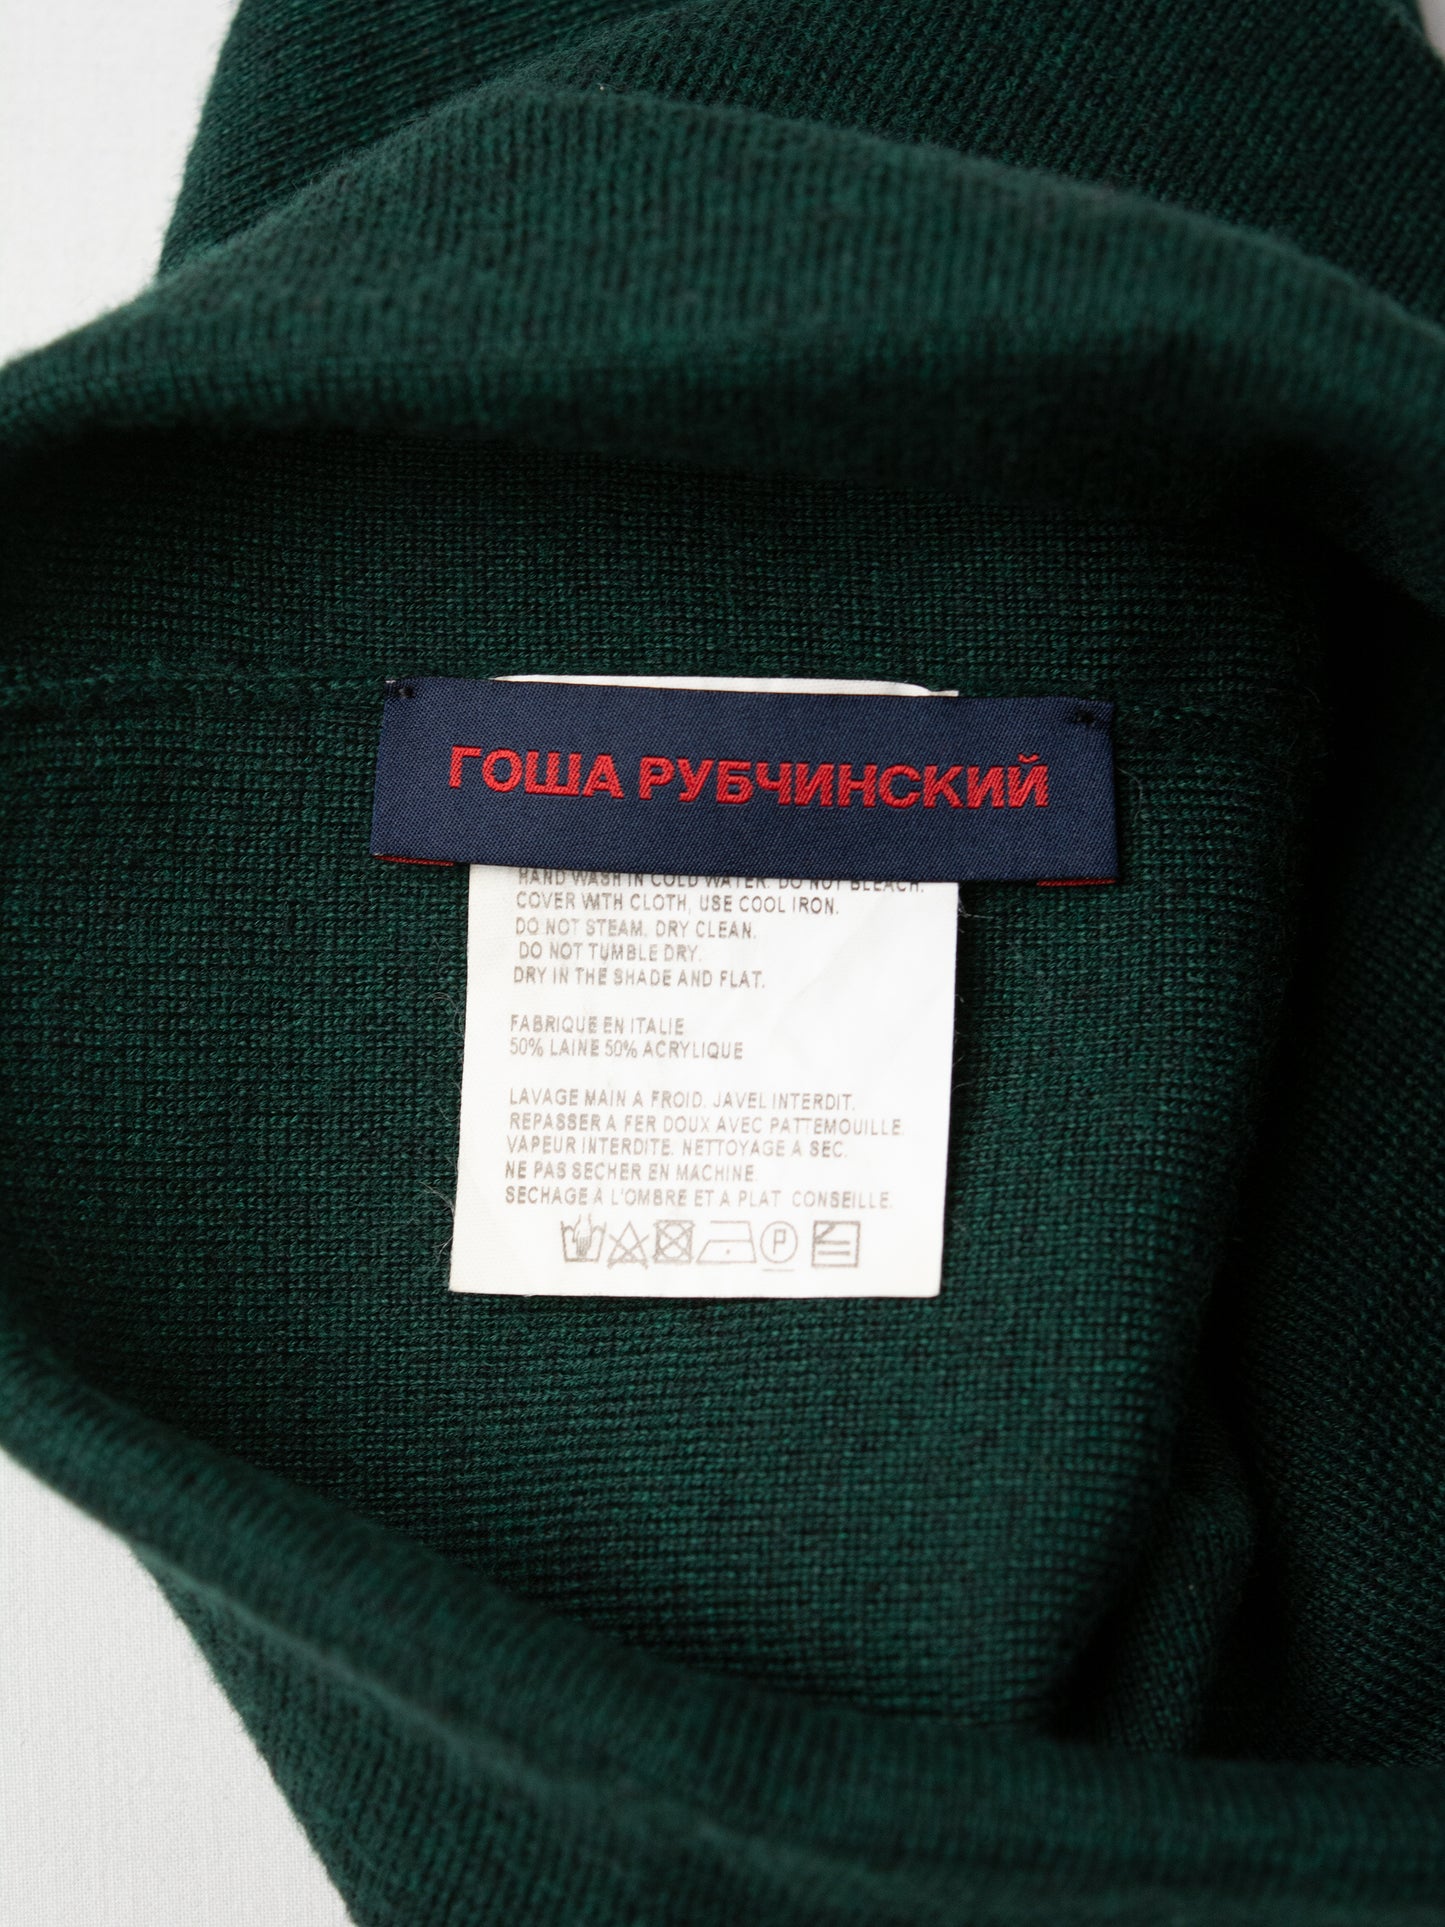 ГОША РУБЧИНСКИЙ
HAND WASH IN COLD WATER. DO NOT BLEACH.
COVER WITH CLOTH, USE COOL IRON.
DO NOT STEAM, DRY CLEAN.
DO NOT TUMBLE DRY.
DRY IN THE SHADE AND FLAT.
FABRIQUE EN ITALIE
50% LAINE 50% ACRYLIQUE
LAVAGE MAIN A FROID. JAVEL INTERDIT.
REPASSER A FER DOUX AVEC PATTEMOUILLE.
VAPEUR INTERDITE. NETTOYAGE A SEC.
NE PAS SECHER EN MACHINE.
SECHAGE A L'OMBRE ET A PLAT CONSEILLE.
P